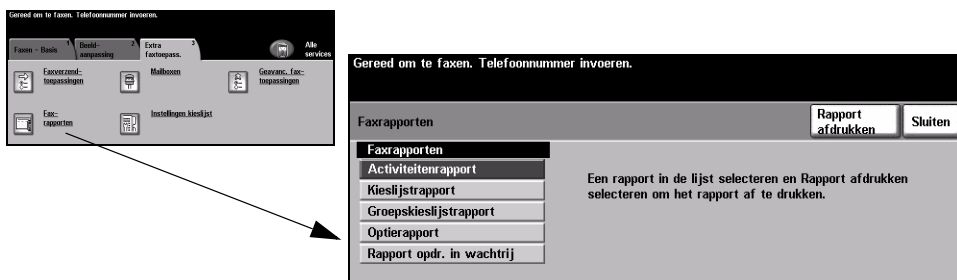 Gereed om te faxen. Telefoonnummer invoeren.
Faxen - Basis 1
Beeld-
aanpassing 2
Extra
faxtoepass. 3
Alle
services
Faxverzend-
toepassingen
Mailboxen
Geavanc. fax-
toepassingen
Fax-
rapporten
Instellingen kieslijst
Gereed om te faxen. Telefoonnummer invoeren.
Faxrapporten
Rapport
afdrukken
Sluiten
Faxrapporten
Activiteitenrapport
Kieslijstrapport
Groepskieslijstrapport
Optierapport
Rapport opdr. in wachtrij
Een rapport in de lijst selecteren en Rapport afdrukken
selecteren om het rapport af te drukken.